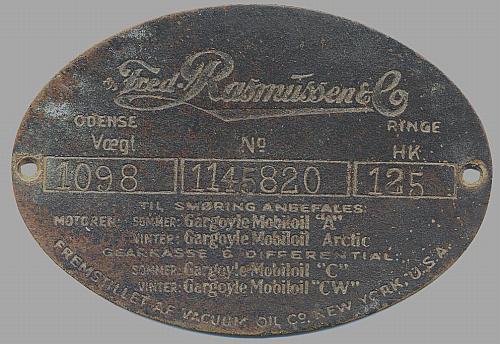 A/S Fred. Rasmussen & Co
ODENSE RYNGE
Vægt No HK
1098 1145820 125
TIL SMØRING ANBEFALES:
MOTOREN: SOMMER: Gargoyle Mobiloil "A"
VINTER: Gargoyle Mobiloil Arctic
GEARKASSE & DIFFERENTIAL:
SOMMER: Gargoyle Mobiloil "C"
VINTER: Gargoyle Mobiloil "CW"
FREMSTILLET AF VACUUM OIL Co. NEW YORK. U.S.A.